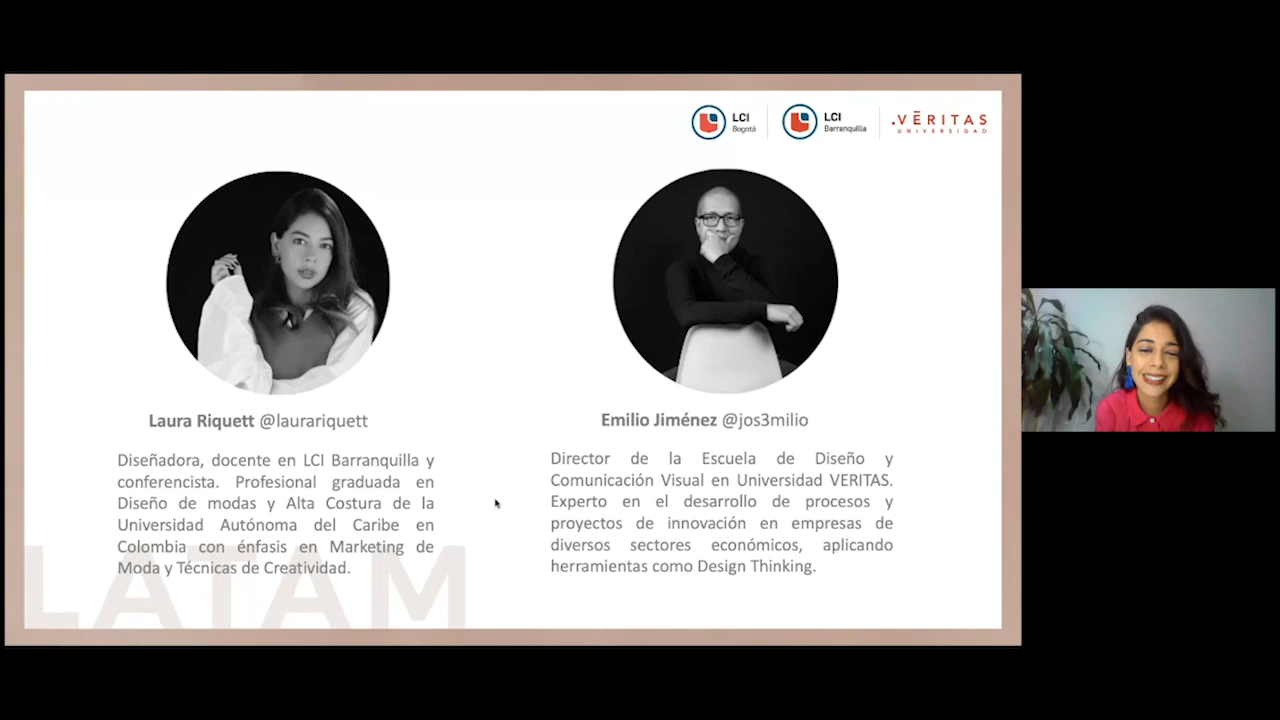 LCI
Bogotá
LCI
Barranquilla
.VĒRITAS
UNIVERSIDAD
Laura Riquett @laurariquett
Diseñadora, docente en LCI Barranquilla y
conferencista. Profesional graduada en
Diseño de modas y Alta Costura de la
Universidad Autónoma del Caribe en
Colombia con énfasis en Marketing de
Moda y Técnicas de Creatividad.
Emilio Jiménez @jos3milio
Director de la Escuela de Diseño y
Comunicación Visual en Universidad VERITAS.
Experto en el desarrollo de procesos y
proyectos de innovación en empresas de
diversos sectores económicos, aplicando
herramientas como Design Thinking.
LATAM